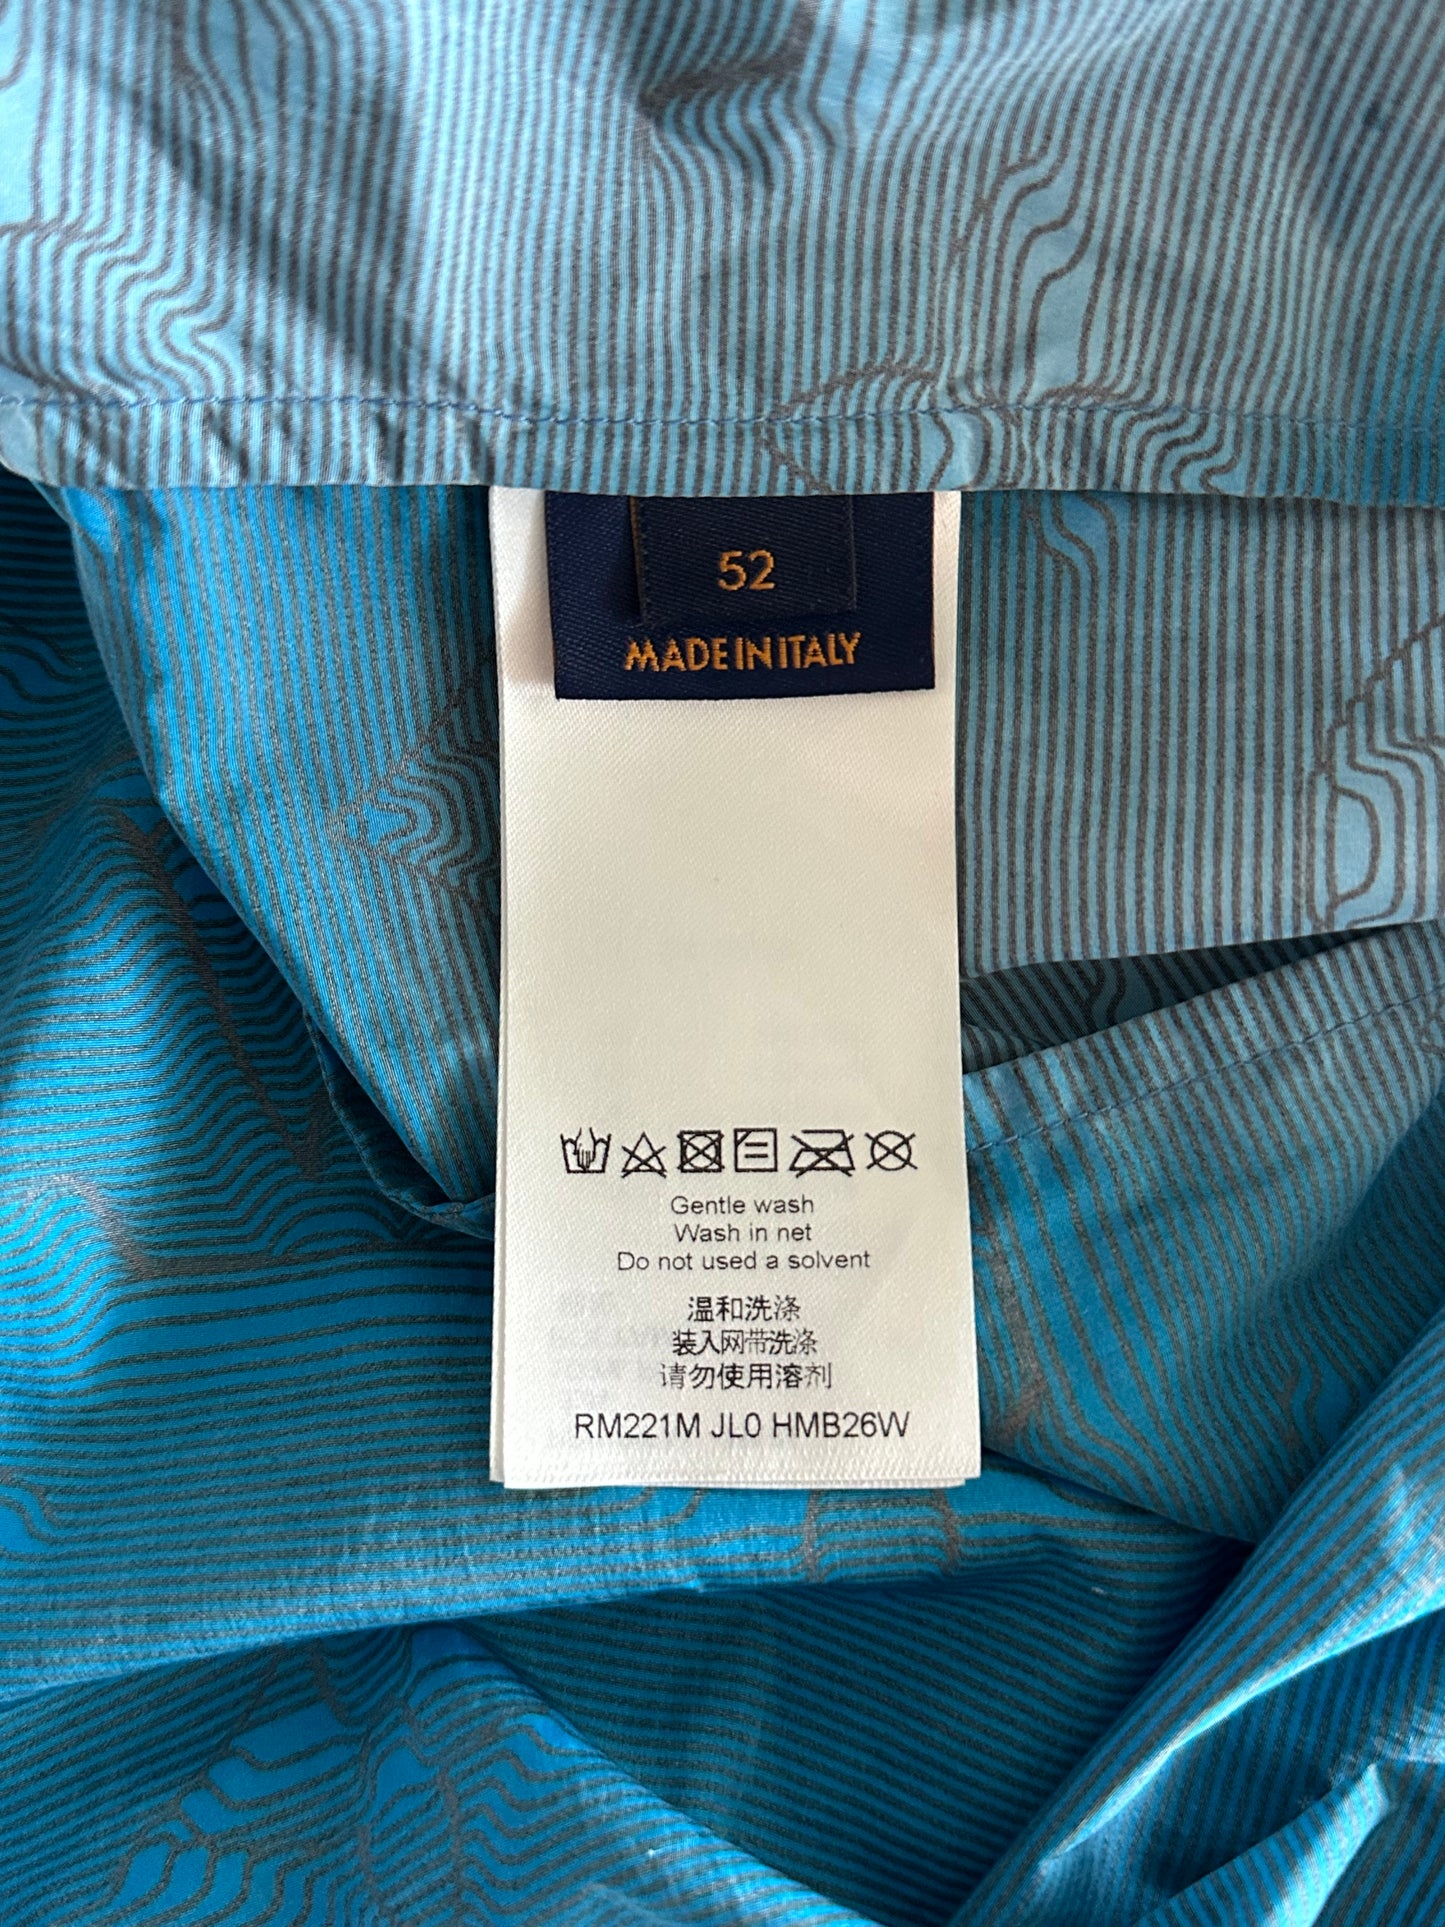 52
MADE IN ITALY
Gentle wash
Wash in net
Do not used a solvent
温和洗涤
装入网带洗涤
请勿使用溶剂
RM221M JL0 HMB26W